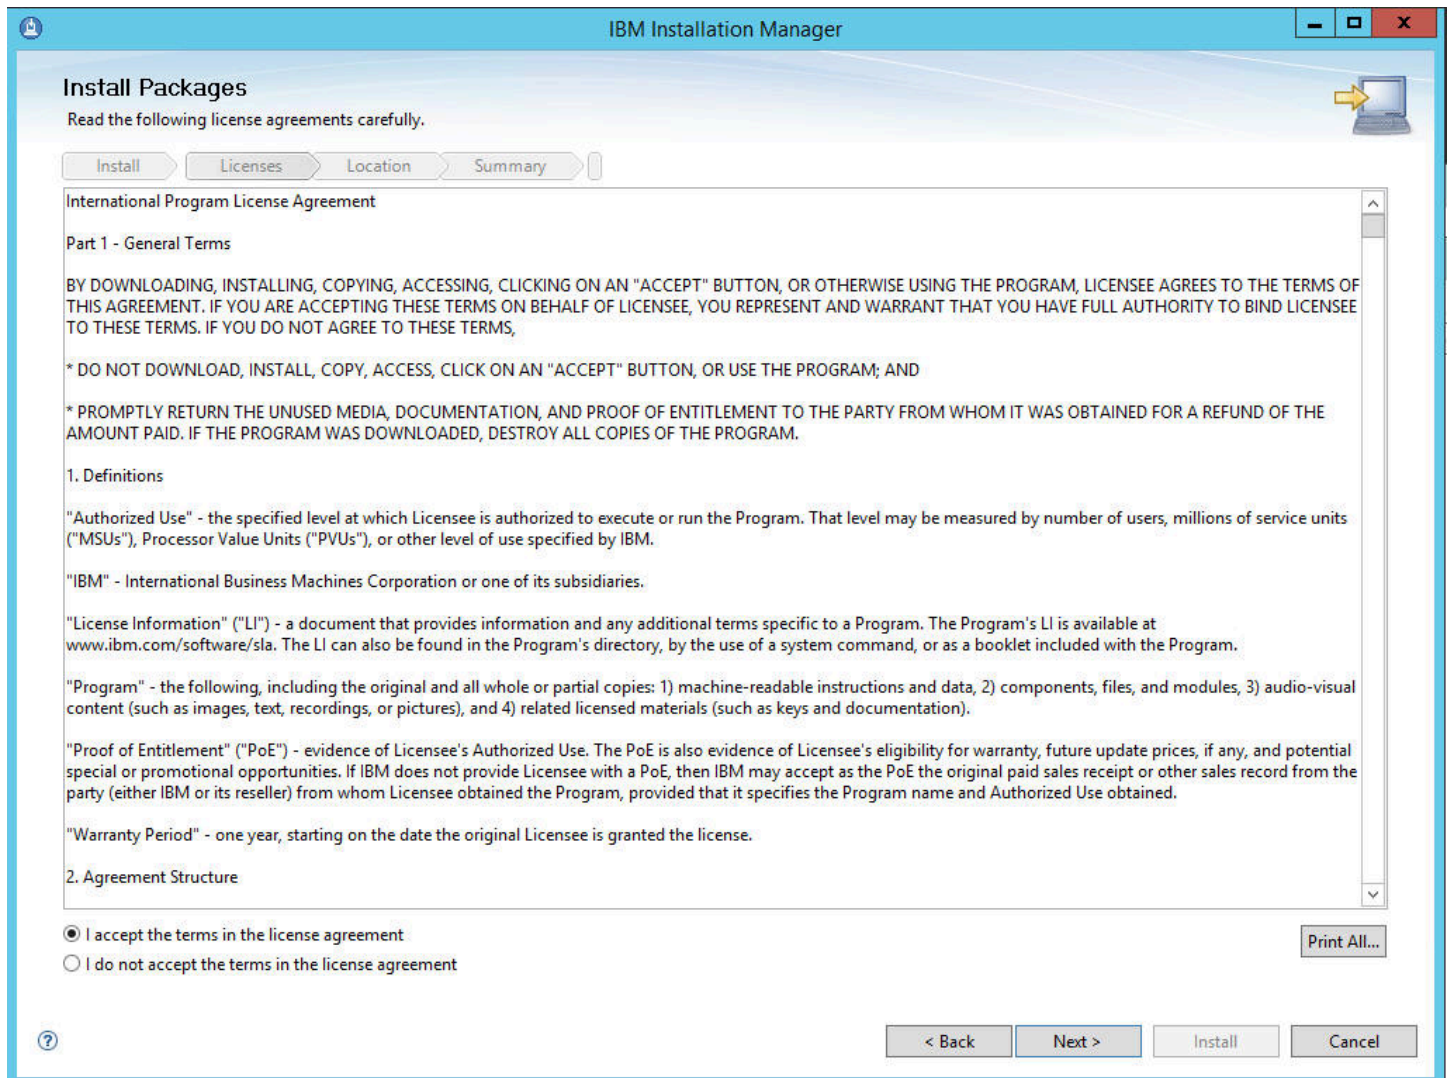 IBM Installation Manager
Install Packages
Read the following license agreements carefully.
Install
Licenses
Location
Summary
International Program License Agreement
Part 1 - General Terms
BY DOWNLOADING, INSTALLING, COPYING, ACCESSING, CLICKING ON AN "ACCEPT" BUTTON, OR OTHERWISE USING THE PROGRAM, LICENSEE AGREES TO THE TERMS OF
THIS AGREEMENT. IF YOU ARE ACCEPTING THESE TERMS ON BEHALF OF LICENSEE, YOU REPRESENT AND WARRANT THAT YOU HAVE FULL AUTHORITY TO BIND LICENSEE
TO THESE TERMS. IF YOU DO NOT AGREE TO THESE TERMS,
* DO NOT DOWNLOAD, INSTALL, COPY, ACCESS, CLICK ON AN "ACCEPT" BUTTON, OR USE THE PROGRAM; AND
* PROMPTLY RETURN THE UNUSED MEDIA, DOCUMENTATION, AND PROOF OF ENTITLEMENT TO THE PARTY FROM WHOM IT WAS OBTAINED FOR A REFUND OF THE
AMOUNT PAID. IF THE PROGRAM WAS DOWNLOADED, DESTROY ALL COPIES OF THE PROGRAM.
1. Definitions
"Authorized Use" - the specified level at which Licensee is authorized to execute or run the Program. That level may be measured by number of users, millions of service units
("MSUs"), Processor Value Units ("PVUs"), or other level of use specified by IBM.
"IBM" - International Business Machines Corporation or one of its subsidiaries.
"License Information" ("LI") - a document that provides information and any additional terms specific to a Program. The Program's LI is available at
www.ibm.com/software/sla. The LI can also be found in the Program's directory, by the use of a system command, or as a booklet included with the Program.
"Program" - the following, including the original and all whole or partial copies: 1) machine-readable instructions and data, 2) components, files, and modules, 3) audio-visual
content (such as images, text, recordings, or pictures), and 4) related licensed materials (such as keys and documentation).
"Proof of Entitlement" ("PoE") - evidence of Licensee's Authorized Use. The PoE is also evidence of Licensee's eligibility for warranty, future update prices, if any, and potential
special or promotional opportunities. If IBM does not provide Licensee with a PoE, then IBM may accept as the PoE the original paid sales receipt or other sales record from the
party (either IBM or its reseller) from whom Licensee obtained the Program, provided that it specifies the Program name and Authorized Use obtained.
"Warranty Period" - one year, starting on the date the original Licensee is granted the license.
2. Agreement Structure
I accept the terms in the license agreement
Print All...
I do not accept the terms in the license agreement
?
< Back
Next >
Install
Cancel